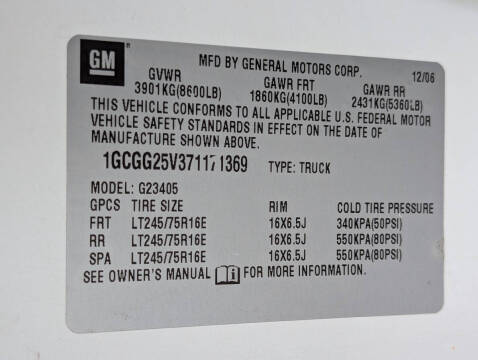 GM
MFD BY GENERAL MOTORS CORP. 12/06
GVWR GAWR FRT GAWR RR
3901KG(8600LB) 1860KG(4100LB) 2431KG(5360LB)
THIS VEHICLE CONFORMS TO ALL APPLICABLE U.S. FEDERAL MOTOR
VEHICLE SAFETY STANDARDS IN EFFECT ON THE DATE OF
MANUFACTURE SHOWN ABOVE.
1GCGG25V371171369 TYPE: TRUCK
MODEL: G23405
GPCS TIRE SIZE RIM COLD TIRE PRESSURE
FRT LT245/75R16E 16X6.5J 340KPA(50PSI)
RR LT245/75R16E 16X6.5J 550KPA(80PSI)
SPA LT245/75R16E 16X6.5J 550KPA(80PSI)
SEE OWNER'S MANUAL FOR MORE INFORMATION.